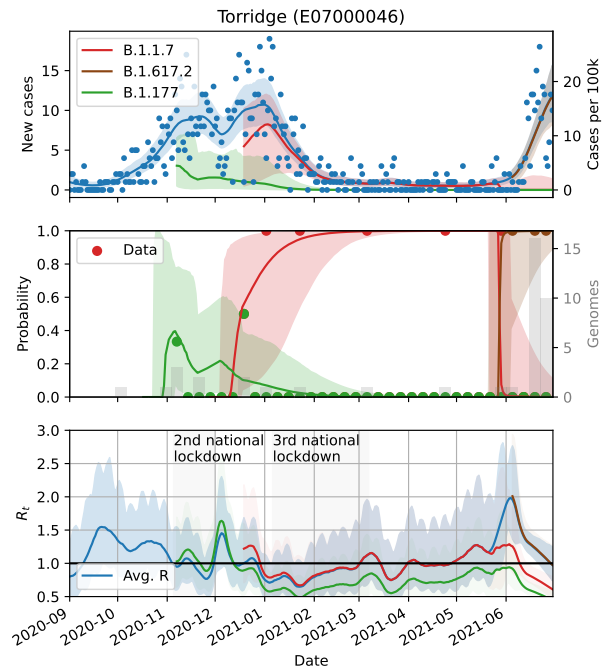 Torridge (E07000046)
New cases
15
10
5
0
B.1.1.7
B.1.617.2
B.1.1177
20
10
0
Cases per 100k
Probability
1.0
0.8
0.6
0.4
0.2
0.0
Data
15
10
5
0
Genomes
R_t
3.0
2.5
2.0
1.5
1.0
0.5
2nd national
lockdown
3rd national
lockdown
Avg. R
2020-09
2020-10
2020-11
2020-12
2021-01
2021-02
2021-03
2021-04
2021-05
2021-06
Date